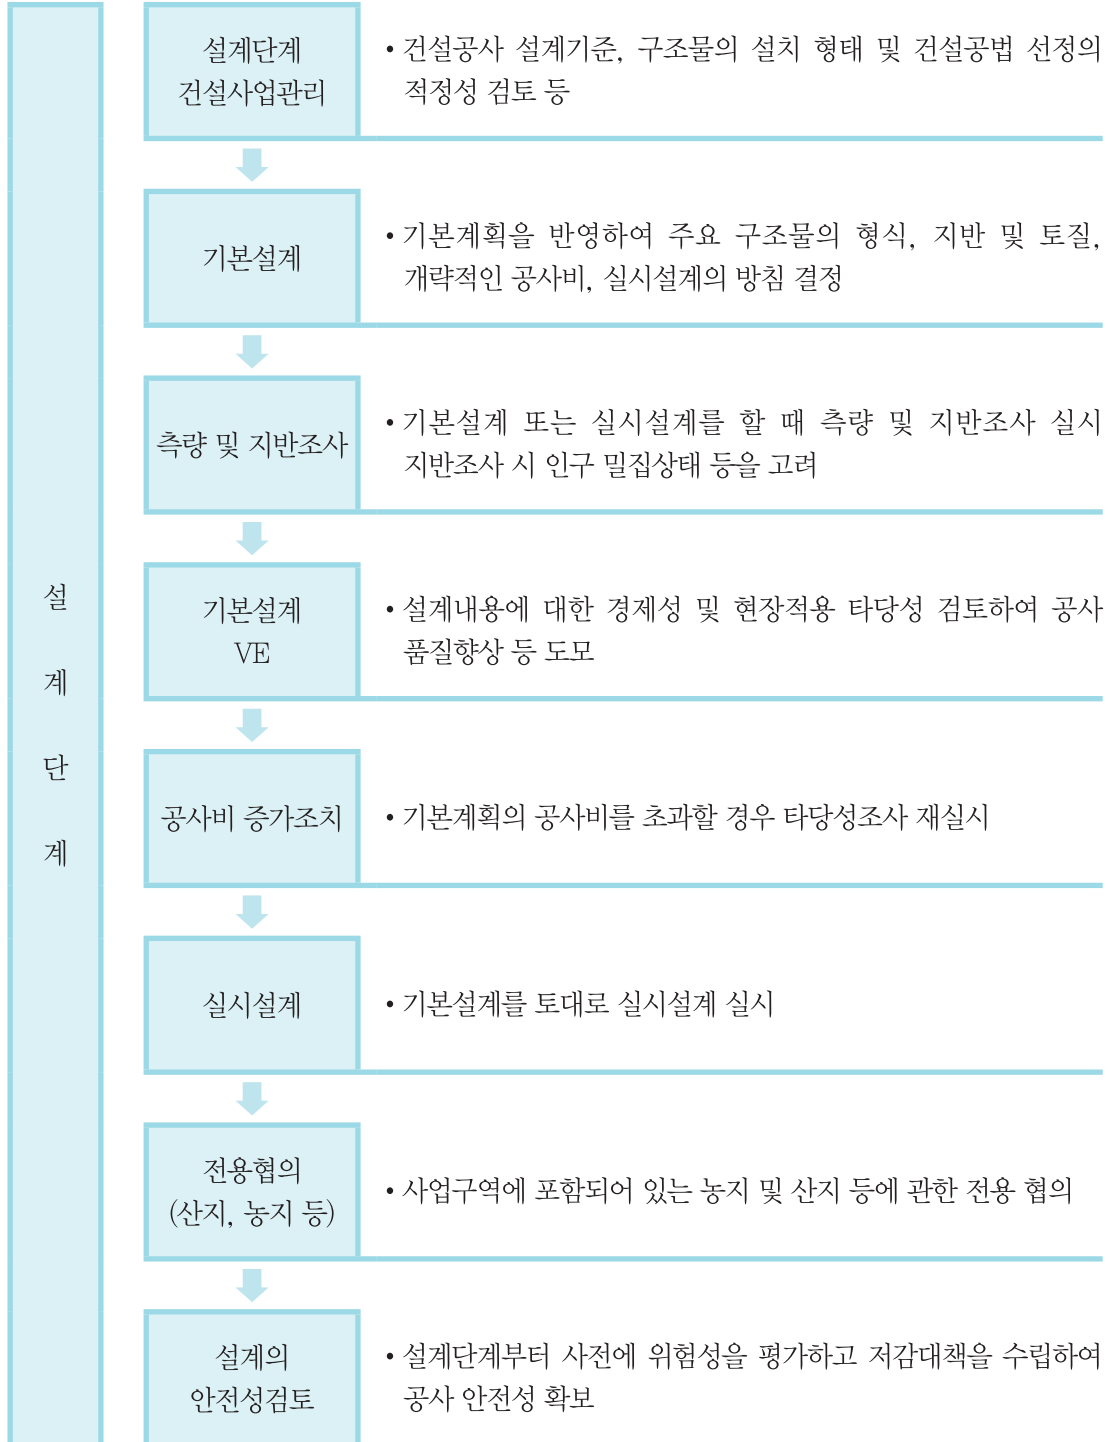 설계단계
설계단계
건설사업관리
• 건설공사 설계기준, 구조물의 설치 형태 및 건설공법 선정의
적정성 검토 등
기본설계
• 기본계획을 반영하여 주요 구조물의 형식, 지반 및 토질,
개략적인 공사비, 실시설계의 방침 결정
측량 및 지반조사
• 기본설계 또는 실시설계를 할 때 측량 및 지반조사 실시
지반조사 시 인구 밀집상태 등을 고려
기본설계
VE
• 설계내용에 대한 경제성 및 현장적용 타당성 검토하여 공사
품질향상 등 도모
공사비 증가조치
• 기본계획의 공사비를 초과할 경우 타당성조사 재실시
실시설계
• 기본설계를 토대로 실시설계 실시
전용협의
(산지, 농지 등)
• 사업구역에 포함되어 있는 농지 및 산지 등에 관한 전용 협의
설계의
안전성검토
• 설계단계부터 사전에 위험성을 평가하고 저감대책을 수립하여
공사 안전성 확보